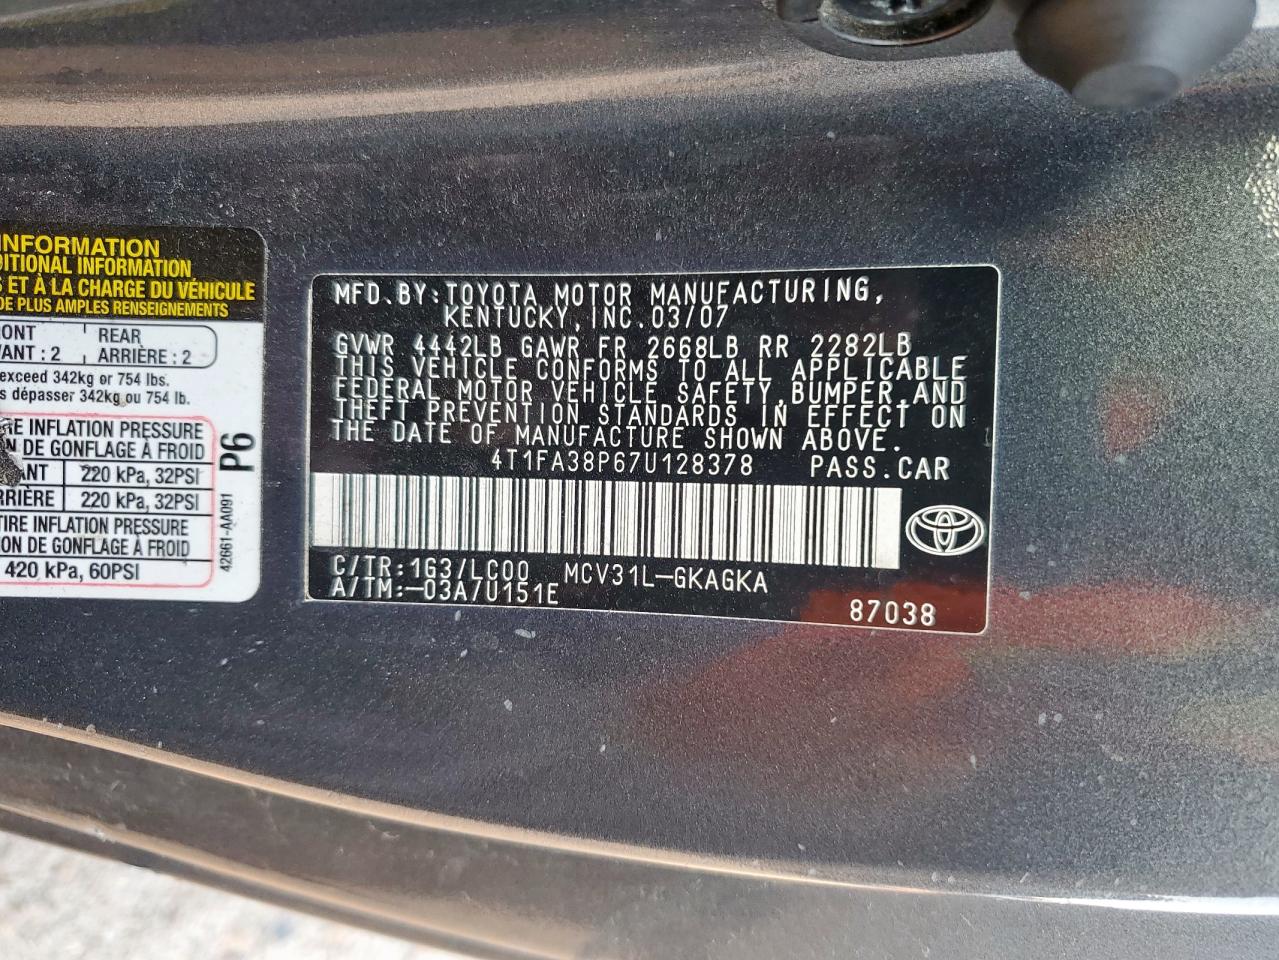 INFORMATION
DITIONAL INFORMATION
S ET À LA CHARGE DU VÉHICULE
DE PLUS AMPLES RENSEIGNEMENTS
RONT
VANT : 2
REAR
ARRIÈRE : 2
exceed 342kg or 754 lbs.
s dépasser 342kg ou 754 lb.
RE INFLATION PRESSURE
ON DE GONFLAGE À FROID
ANT 220 kPa, 32PSI
RRIÈRE 220 kPa, 32PSI
TIRE INFLATION PRESSURE
ON DE GONFLAGE À FROID
420 kPa, 60PSI
P6
42661-AA091
MFD.BY:TOYOTA MOTOR MANUFACTURING,
KENTUCKY,INC.03/07
GVWR 4442LB GAWR FR 2668LB RR 2282LB
THIS VEHICLE CONFORMS TO ALL APPLICABLE
FEDERAL MOTOR VEHICLE SAFETY,BUMPER,AND
THEFT PREVENTION STANDARDS IN EFFECT ON
THE DATE OF MANUFACTURE SHOWN ABOVE.
4T1FA38P67U128378 PASS.CAR
C/TR:1G3/LC00 MCV31L-GKAGKA
A/TM:-03A/U151E
87038